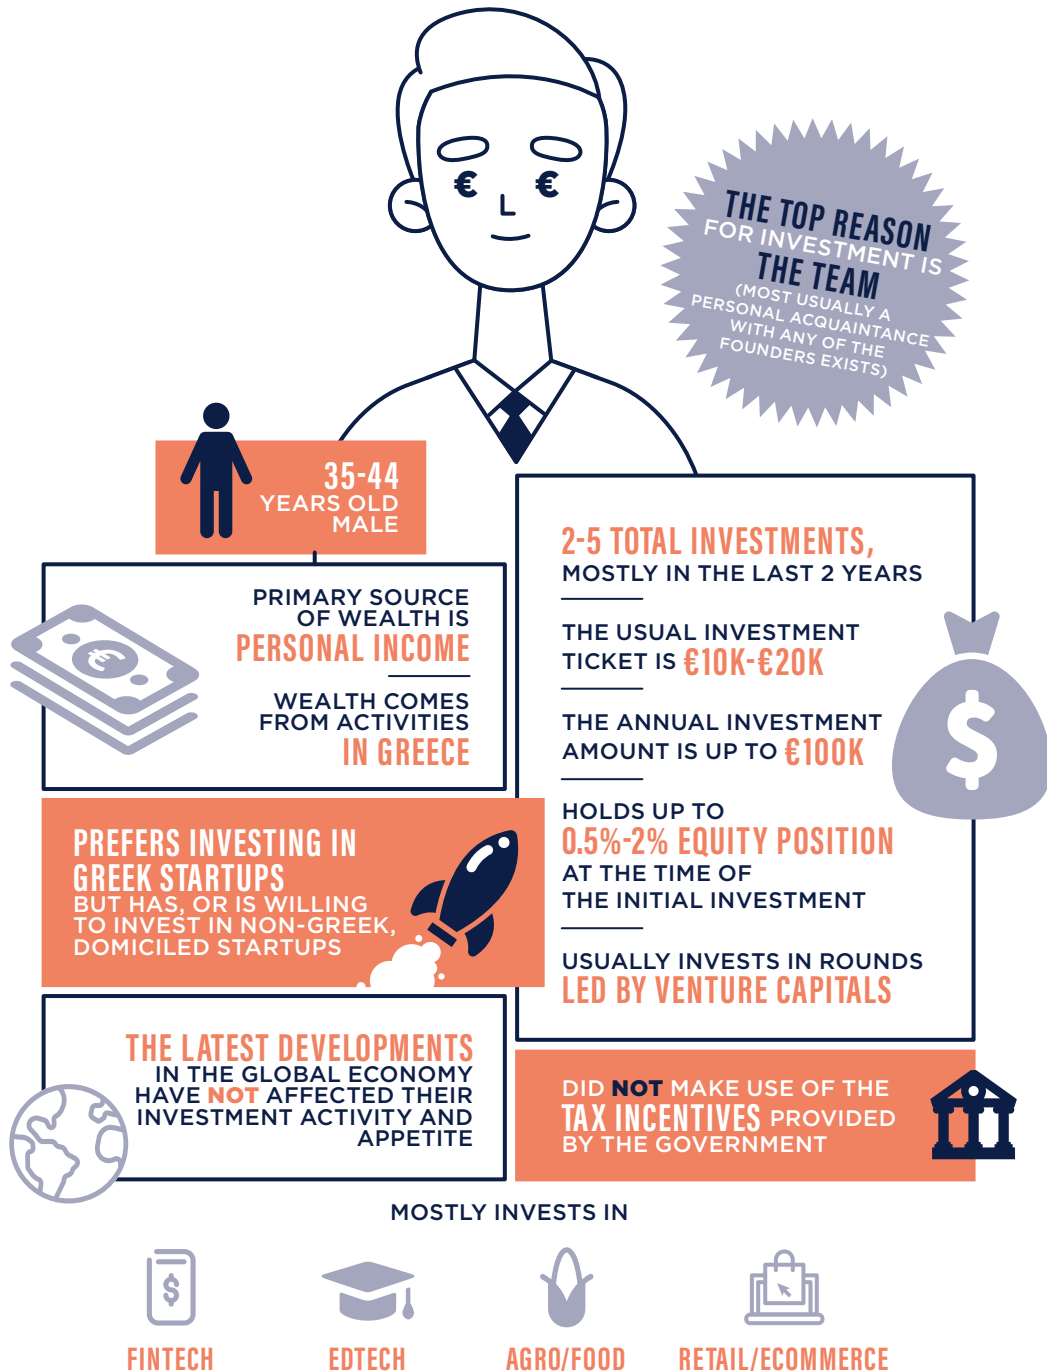 THE TOP REASON
FOR INVESTMENT IS
THE TEAM
(MOST USUALLY A
PERSONAL ACQUAINTANCE
WITH ANY OF THE
FOUNDERS EXISTS)
35-44
YEARS OLD
MALE
PRIMARY SOURCE
OF WEALTH IS
PERSONAL INCOME
WEALTH COMES
FROM ACTIVITIES
IN GREECE
PREFERS INVESTING IN
GREEK STARTUPS
BUT HAS, OR IS WILLING
TO INVEST IN NON-GREEK,
DOMICILED STARTUPS
THE LATEST DEVELOPMENTS
IN THE GLOBAL ECONOMY
HAVE NOT AFFECTED THEIR
INVESTMENT ACTIVITY AND
APPETITE
2-5 TOTAL INVESTMENTS,
MOSTLY IN THE LAST 2 YEARS
THE USUAL INVESTMENT
TICKET IS €10K-€20K
THE ANNUAL INVESTMENT
AMOUNT IS UP TO €100K
HOLDS UP TO
0.5%-2% EQUITY POSITION
AT THE TIME OF
THE INITIAL INVESTMENT
USUALLY INVESTS IN ROUNDS
LED BY VENTURE CAPITALS
DID NOT MAKE USE OF THE
TAX INCENTIVES PROVIDED
BY THE GOVERNMENT
MOSTLY INVESTS IN
FINTECH
EDTECH
AGRO/FOOD
RETAIL/ECOMMERCE